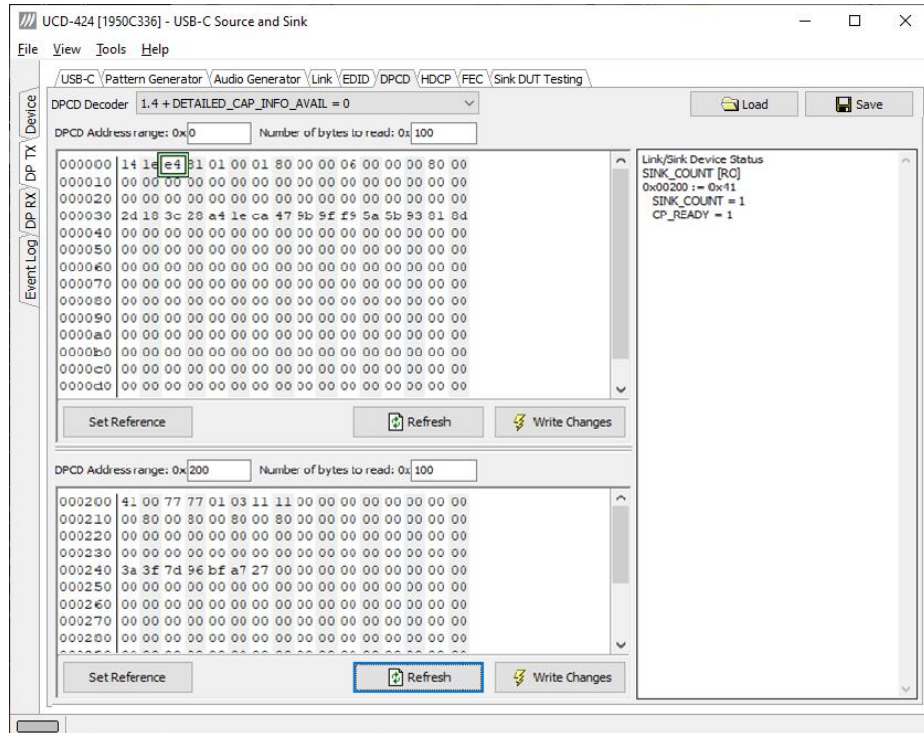 UCD-424 [1950C336] - USB-C Source and Sink
File View Tools Help
USB-C Pattern Generator Audio Generator Link EDID DPCD HDCP FEC Sink DUT Testing
Device
DP TX
DP RX
Event Log
DPCD Decoder 1.4 + DETAILED_CAP_INFO_AVAIL = 0 Load Save
DPCD Address range: 0x 0 Number of bytes to read: 0x 100
000000 14 1e e4 81 01 00 01 80 00 00 06 00 00 00 80 00
000010 00 00 00 00 00 00 00 00 00 00 00 00 00 00 00 00
000020 00 00 00 00 00 00 00 00 00 00 00 00 00 00 00 00
000030 2d 18 3c 28 a4 1e ca 47 9b 9f f9 5a 5b 93 81 8d
000040 00 00 00 00 00 00 00 00 00 00 00 00 00 00 00 00
000050 00 00 00 00 00 00 00 00 00 00 00 00 00 00 00 00
000060 00 00 00 00 00 00 00 00 00 00 00 00 00 00 00 00
000070 00 00 00 00 00 00 00 00 00 00 00 00 00 00 00 00
000080 00 00 00 00 00 00 00 00 00 00 00 00 00 00 00 00
000090 00 00 00 00 00 00 00 00 00 00 00 00 00 00 00 00
0000a0 00 00 00 00 00 00 00 00 00 00 00 00 00 00 00 00
0000b0 00 00 00 00 00 00 00 00 00 00 00 00 00 00 00 00
0000c0 00 00 00 00 00 00 00 00 00 00 00 00 00 00 00 00
0000d0 00 00 00 00 00 00 00 00 00 00 00 00 00 00 00 00
Set Reference Refresh Write Changes
DPCD Address range: 0x 200 Number of bytes to read: 0x 100
000200 41 00 77 77 01 03 11 11 00 00 00 00 00 00 00 00
000210 00 80 00 80 00 80 00 80 00 00 00 00 00 00 00 00
000220 00 00 00 00 00 00 00 00 00 00 00 00 00 00 00 00
000230 00 00 00 00 00 00 00 00 00 00 00 00 00 00 00 00
000240 3a 3f 7d 96 bf a7 27 00 00 00 00 00 00 00 00 00
000250 00 00 00 00 00 00 00 00 00 00 00 00 00 00 00 00
000260 00 00 00 00 00 00 00 00 00 00 00 00 00 00 00 00
000270 00 00 00 00 00 00 00 00 00 00 00 00 00 00 00 00
000280 00 00 00 00 00 00 00 00 00 00 00 00 00 00 00 00
Set Reference Refresh Write Changes
Link/Sink Device Status
SINK_COUNT [RO]
0x00200 := 0x41
SINK_COUNT = 1
CP_READY = 1